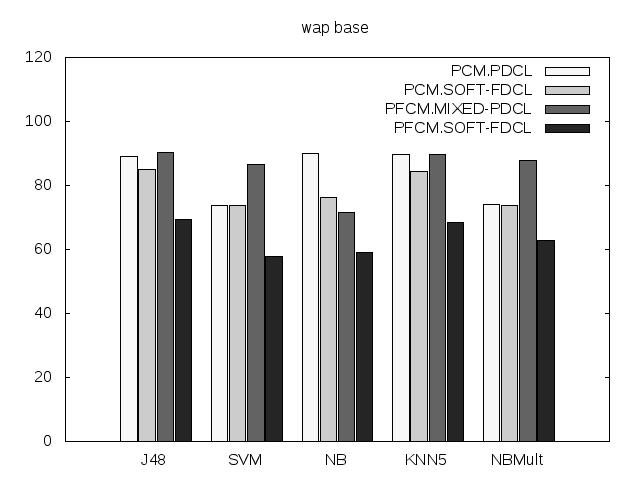 wap base
120
100
80
60
40
20
0
PCM.PDCL
PCM.SOFT-FDCL
PFCM.MIXED-PDCL
PFCM.SOFT-FDCL
J48 SVM NB KNN5 NBMult